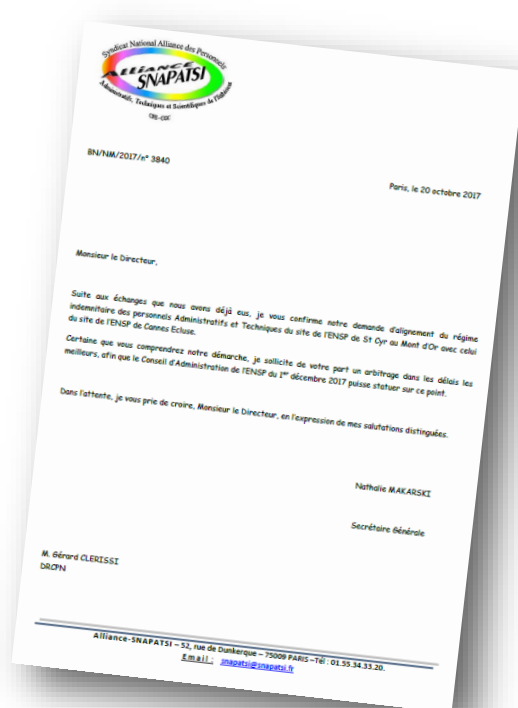 Syndicat National Alliance des Personnels
ALLIANCE
SNAPATSI
Administratifs, Techniques et Scientifiques de l'Intérieur
CFE-CGC
BN/NM/2017/n° 3840
Paris, le 20 octobre 2017
Monsieur le Directeur,
Suite aux échanges que nous avons déjà eus, je vous confirme notre demande d'alignement du régime
indemnitaire des personnels Administratifs et Techniques du site de l'ENSP de St Cyr au Mont d'Or avec celui
du site de l'ENSP de Cannes Ecluse.
Certaine que vous comprendrez notre démarche, je sollicite de votre part un arbitrage dans les délais les
meilleurs, afin que le Conseil d'Administration de l'ENSP du 1er décembre 2017 puisse statuer sur ce point.
Dans l'attente, je vous prie de croire, Monsieur le Directeur, en l'expression de mes salutations distinguées.
Nathalie MAKARSKI
Secrétaire Générale
M. Gérard CLERISSI
DRCPN
Alliance-SNAPATSI – 52, rue de Dunkerque – 75009 PARIS –Tél : 01.55.34.33.20.
Email : snapatsi@snapatsi.fr